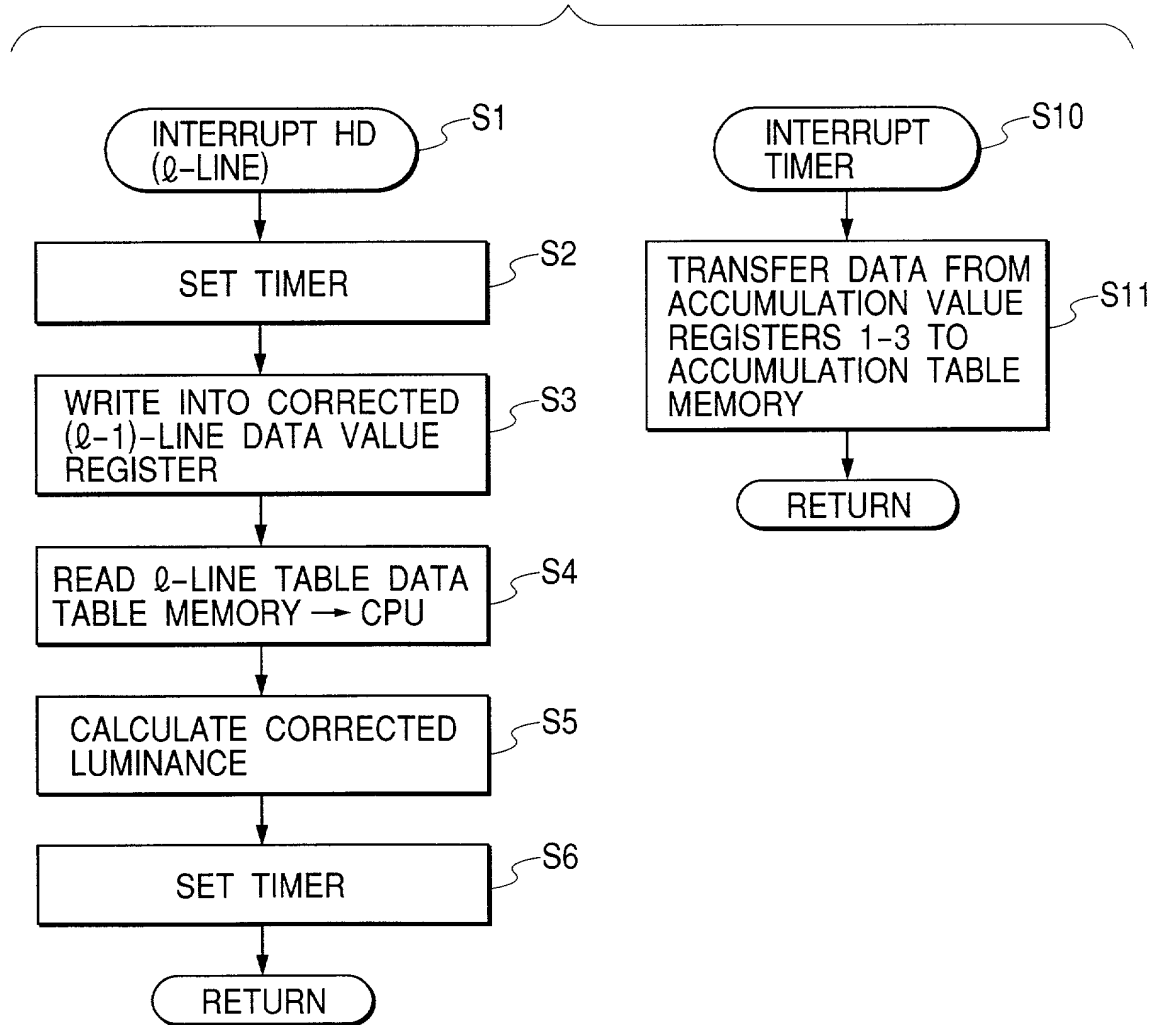 INTERRUPT HD
(ℓ-LINE)
S1
SET TIMER
S2
WRITE INTO CORRECTED
(ℓ-1)-LINE DATA VALUE
REGISTER
S3
READ ℓ-LINE TABLE DATA
TABLE MEMORY → CPU
S4
CALCULATE CORRECTED
LUMINANCE
S5
SET TIMER
S6
RETURN
INTERRUPT
TIMER
S10
TRANSFER DATA FROM
ACCUMULATION VALUE
REGISTERS 1-3 TO
ACCUMULATION TABLE
MEMORY
S11
RETURN